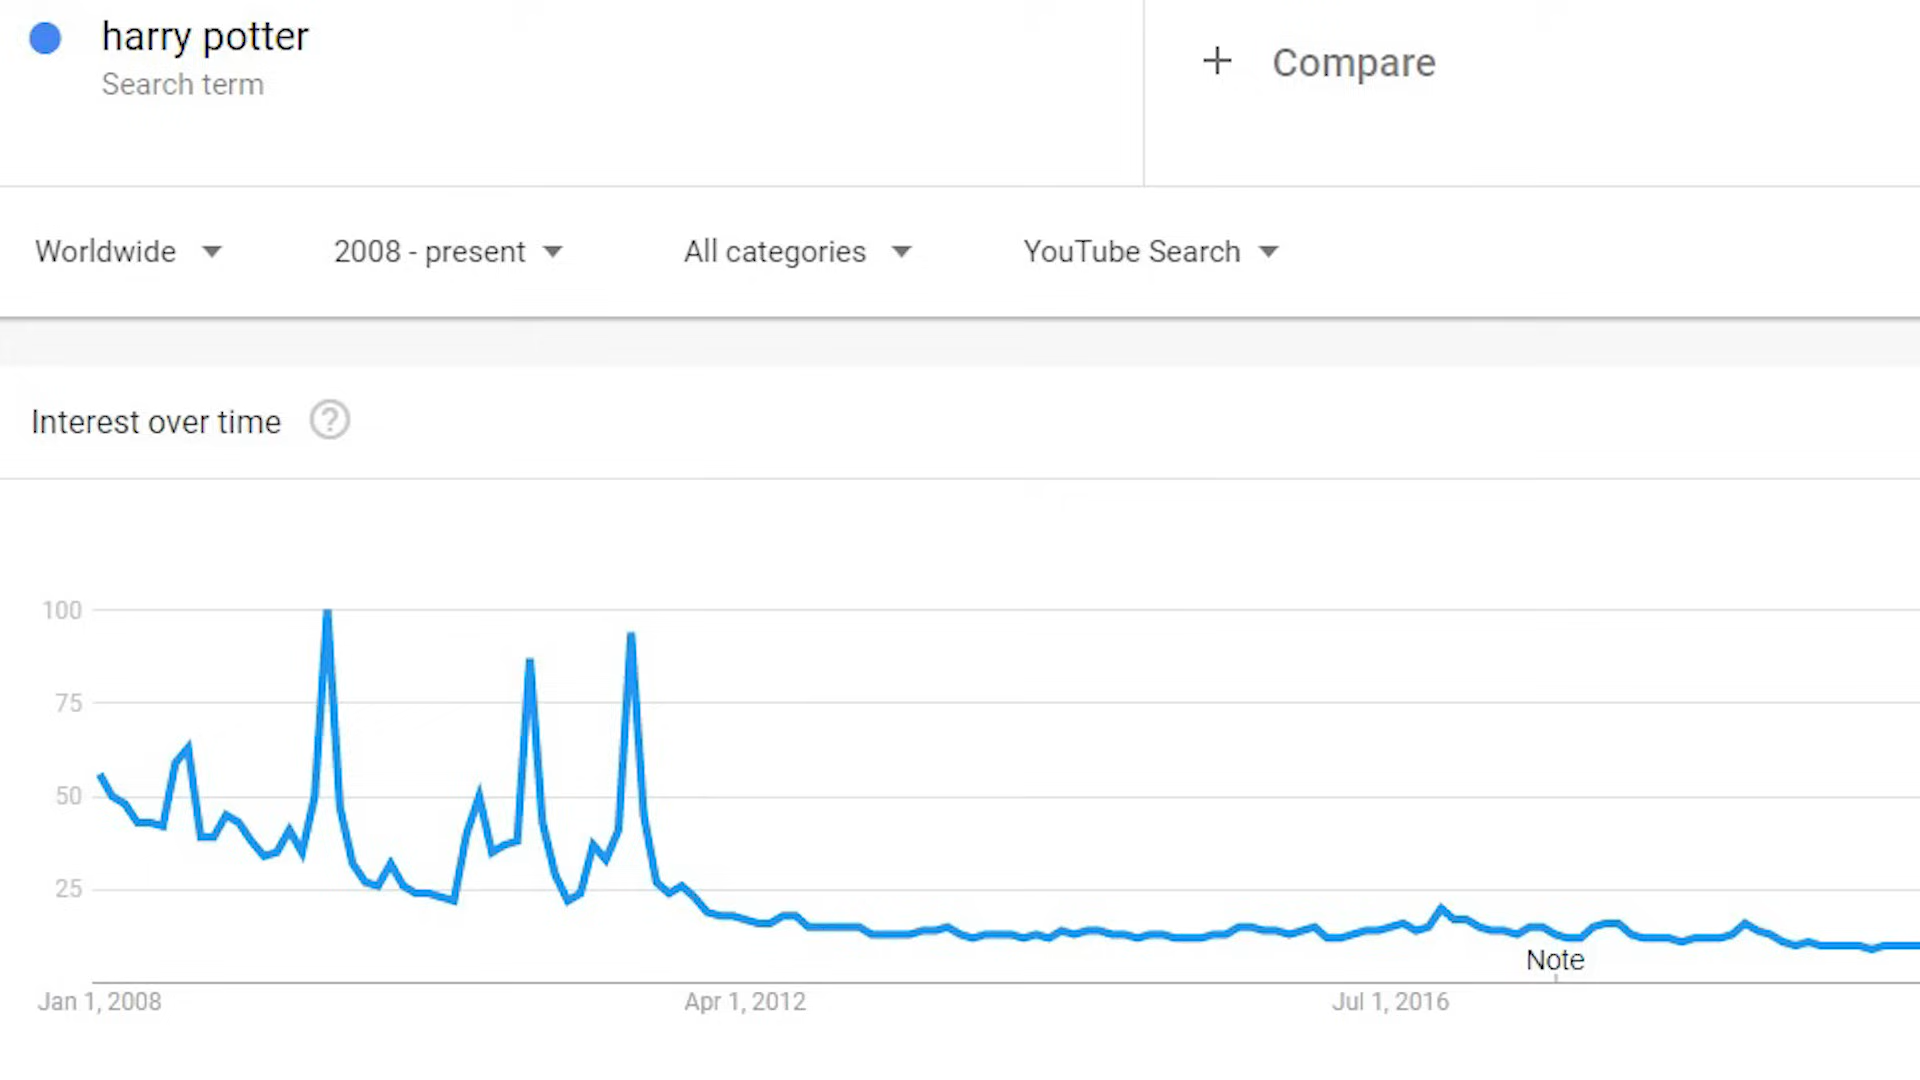 harry potter
Search term
+ Compare
Worldwide
2008 - present
All categories
YouTube Search
Interest over time
?
100
75
50
25
Note
Jan 1, 2008
Apr 1, 2012
Jul 1, 2016